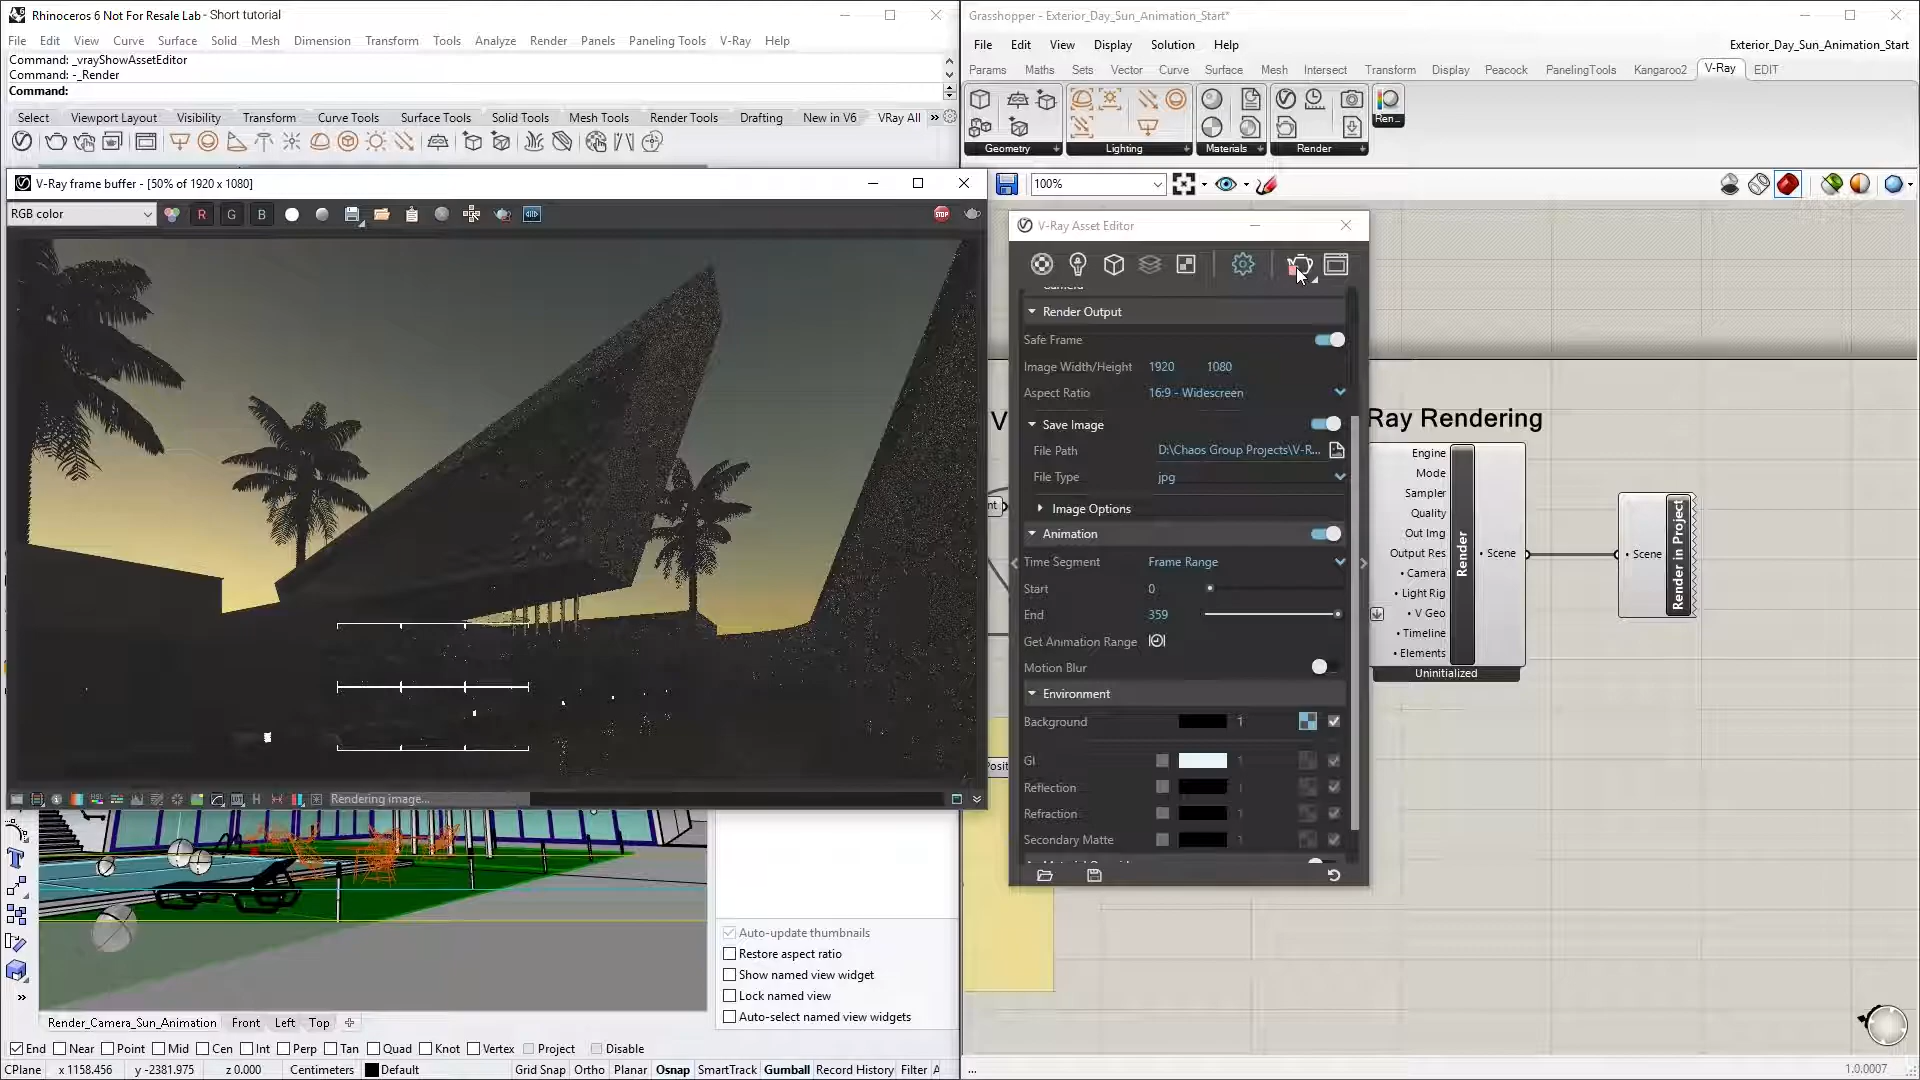 Rhinoceros 6 Not For Resale Lab - Short tutorial
File Edit View Curve Surface Solid Mesh Dimension Transform Tools Analyze Render Panels Paneling Tools V-Ray Help
Command: _vrayShowAssetEditor
Command: -_Render
Command:
Select Viewport Layout Visibility Transform Curve Tools Surface Tools Solid Tools Mesh Tools Render Tools Drafting New in V6 VRay All »
V-Ray frame buffer - [50% of 1920 x 1080]
RGB color R G B STOP
Rendering image...
Auto-update thumbnails
Restore aspect ratio
Show named view widget
Lock named view
Auto-select named view widgets
Render_Camera_Sun_Animation Front Left Top
End Near Point Mid Cen Int Perp Tan Quad Knot Vertex Project Disable
CPlane x 1158.456 y -2381.975 z 0.000 Centimeters Default Grid Snap Ortho Planar Osnap SmartTrack Gumball Record History Filter A
Grasshopper - Exterior_Day_Sun_Animation_Start*
File Edit View Display Solution Help Exterior_Day_Sun_Animation_Start
Params Maths Sets Vector Curve Surface Mesh Intersect Transform Display Peacock PanelingTools Kangaroo2 V-Ray EDIT
Ren...
Geometry Lighting Materials Render
100%
V-Ray Asset Editor
Render Output
Safe Frame
Image Width/Height 1920 1080
Aspect Ratio 16:9 - Widescreen
Save Image
File Path D:\Chaos Group Projects\V-R...
File Type jpg
Image Options
Animation
Time Segment Frame Range
Start 0
End 359
Get Animation Range
Motion Blur
Environment
Background 1
GI 1
Reflection 1
Refraction 1
Secondary Matte 1
V
Ray Rendering
nt
Posit
Engine
Mode
Sampler
Quality
Out Img
Output Res
Camera
Light Rig
V Geo
Timeline
Elements
Render
Scene
Uninitialized
Scene
Render in Project
...
1.0.0007